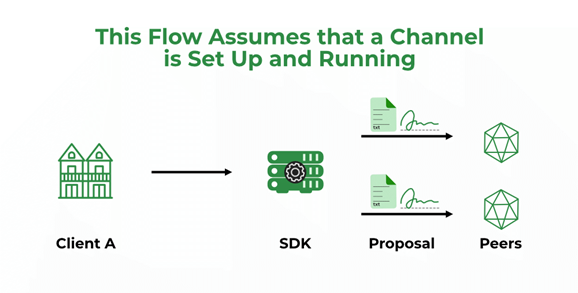 This Flow Assumes that a Channel
is Set Up and Running
txt
txt
Client A
SDK
Proposal
Peers